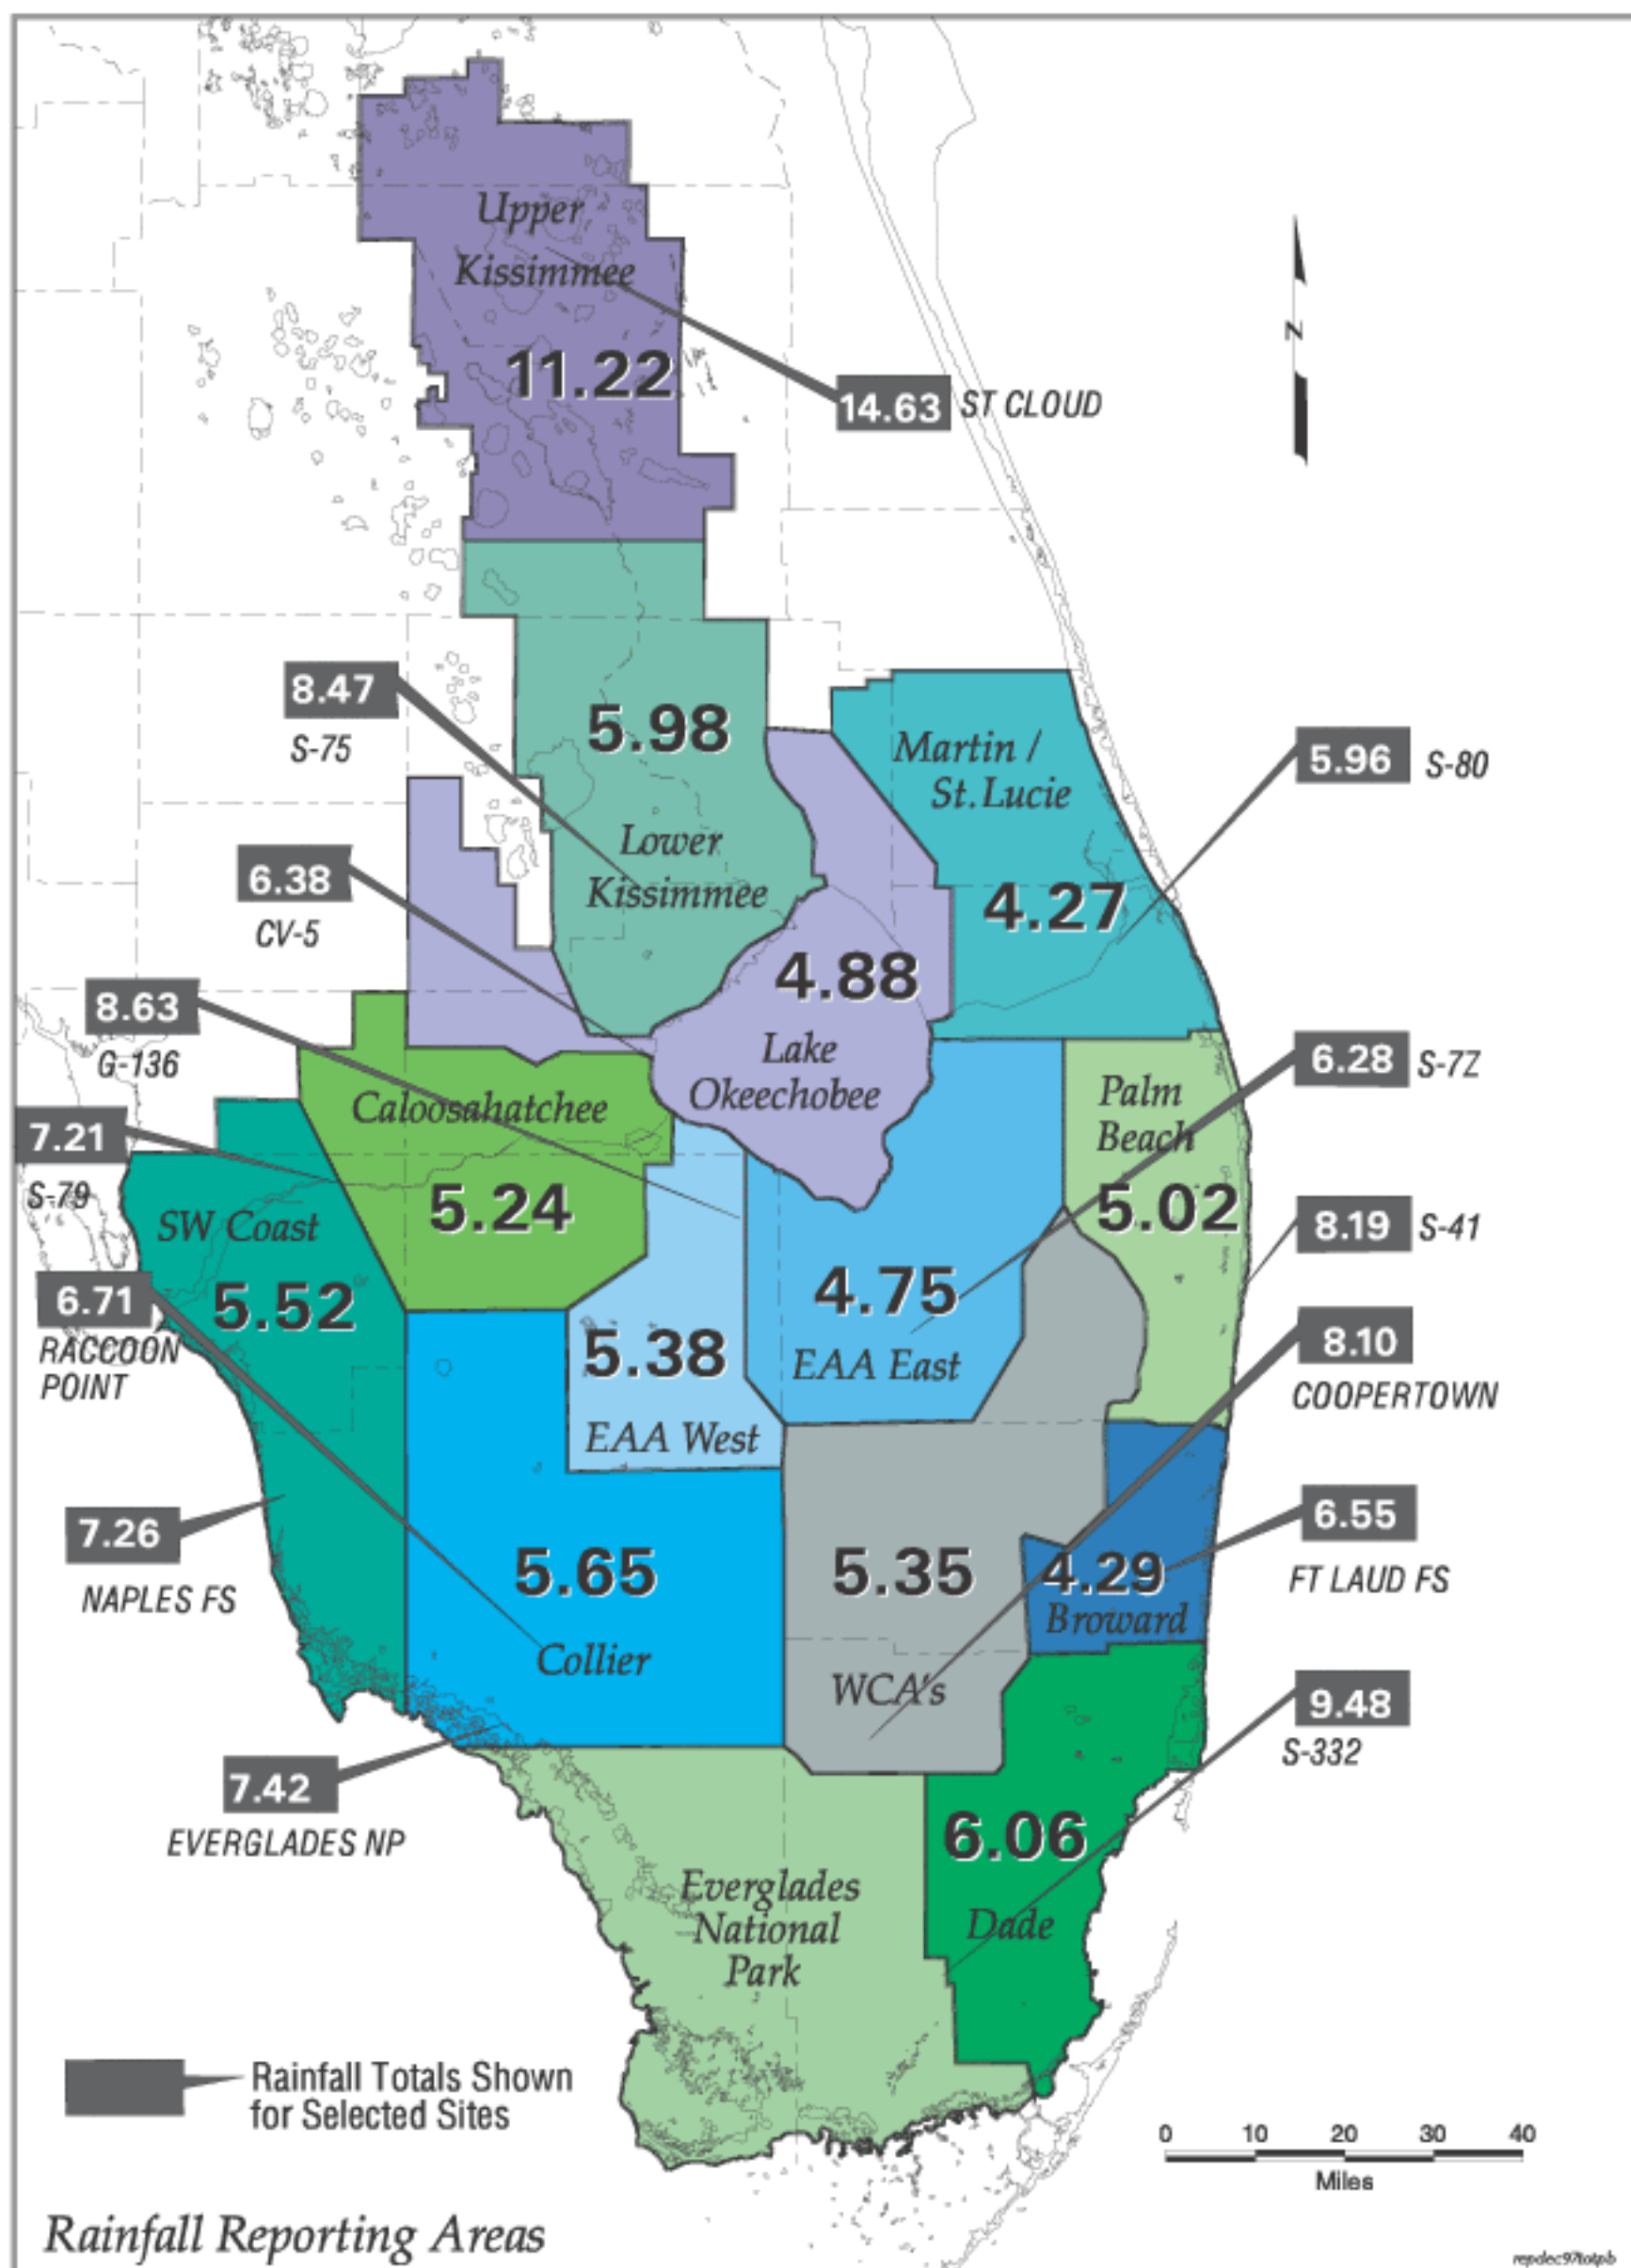 Upper
Kissimmee
11.22
14.63 ST CLOUD
N
8.47
S-75
5.98
Lower
Kissimmee
Martin /
St. Lucie
4.27
5.96 S-80
6.38
CV-5
4.88
Lake
Okeechobee
8.63
G-136
Caloosahatchee
5.24
6.28 S-7Z
Palm
Beach
5.02
7.21
S-79
SW Coast
5.52
8.19 S-41
4.75
EAA East
6.71
RACCOON
POINT
5.38
EAA West
8.10
COOPERTOWN
7.26
NAPLES FS
5.65
Collier
5.35
WCA's
4.29
Broward
6.55
FT LAUD FS
9.48
S-332
7.42
EVERGLADES NP
6.06
Dade
Everglades
National
Park
Rainfall Totals Shown
for Selected Sites
0 10 20 30 40
Miles
Rainfall Reporting Areas